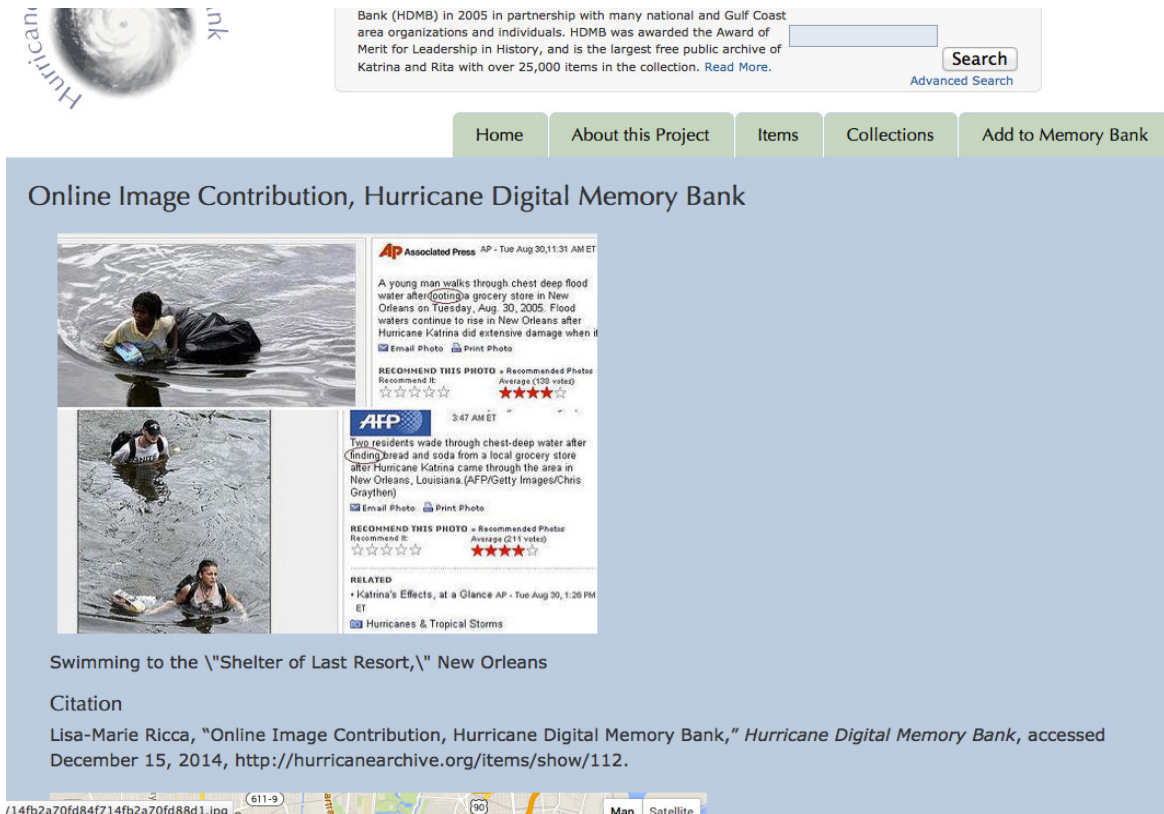 Hurricane
nk
Bank (HDMB) in 2005 in partnership with many national and Gulf Coast
area organizations and individuals. HDMB was awarded the Award of
Merit for Leadership in History, and is the largest free public archive of
Katrina and Rita with over 25,000 items in the collection. Read More.
Search
Advanced Search
Home
About this Project
Items
Collections
Add to Memory Bank
Online Image Contribution, Hurricane Digital Memory Bank
AP Associated Press AP - Tue Aug 30,11:31 AM ET
A young man walks through chest deep flood
water after looting a grocery store in New
Orleans on Tuesday, Aug. 30, 2005. Flood
waters continue to rise in New Orleans after
Hurricane Katrina did extensive damage when it
Email Photo Print Photo
RECOMMEND THIS PHOTO » Recommended Photos
Recommend It: Average (138 votes)
AFP 3:47 AM ET
Two residents wade through chest-deep water after
finding bread and soda from a local grocery store
after Hurricane Katrina came through the area in
New Orleans, Louisiana.(AFP/Getty Images/Chris
Graythen)
Email Photo Print Photo
RECOMMEND THIS PHOTO » Recommended Photos
Recommend It: Average (211 votes)
RELATED
• Katrina's Effects, at a Glance AP - Tue Aug 30, 1:26 PM
ET
Hurricanes & Tropical Storms
Swimming to the \"Shelter of Last Resort,\" New Orleans
Citation
Lisa-Marie Ricca, “Online Image Contribution, Hurricane Digital Memory Bank,” Hurricane Digital Memory Bank, accessed
December 15, 2014, http://hurricanearchive.org/items/show/112.
/14fb2a70fd84f714fb2a70fd88d1.jpg
611-9
90
Map Satellite